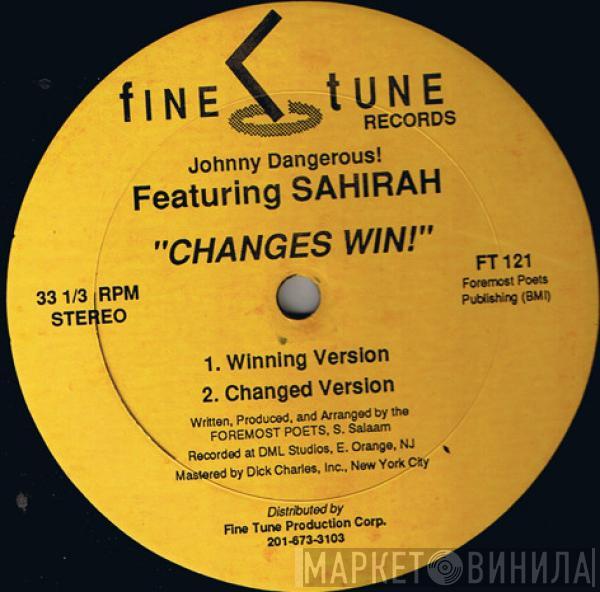 fINE tUNE
RECORDS
Johnny Dangerous!
Featuring SAHIRAH
"CHANGES WIN!"
33 1/3 RPM
STEREO
FT 121
Foremost Poets
Publishing (BMI)
1. Winning Version
2. Changed Version
Written, Produced, and Arranged by the
FOREMOST POETS, S. Salaam
Recorded at DML Studios, E. Orange, NJ
Mastered by Dick Charles, Inc., New York City
Distributed by
Fine Tune Production Corp.
201-673-3103
МАРКЕТ ВИНИЛА